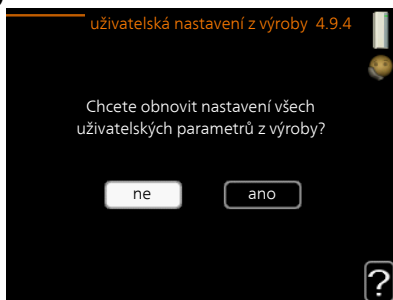 uživatelská nastavení z výroby 4.9.4
Chcete obnovit nastavení všech
uživatelských parametrů z výroby?
ne ano
?